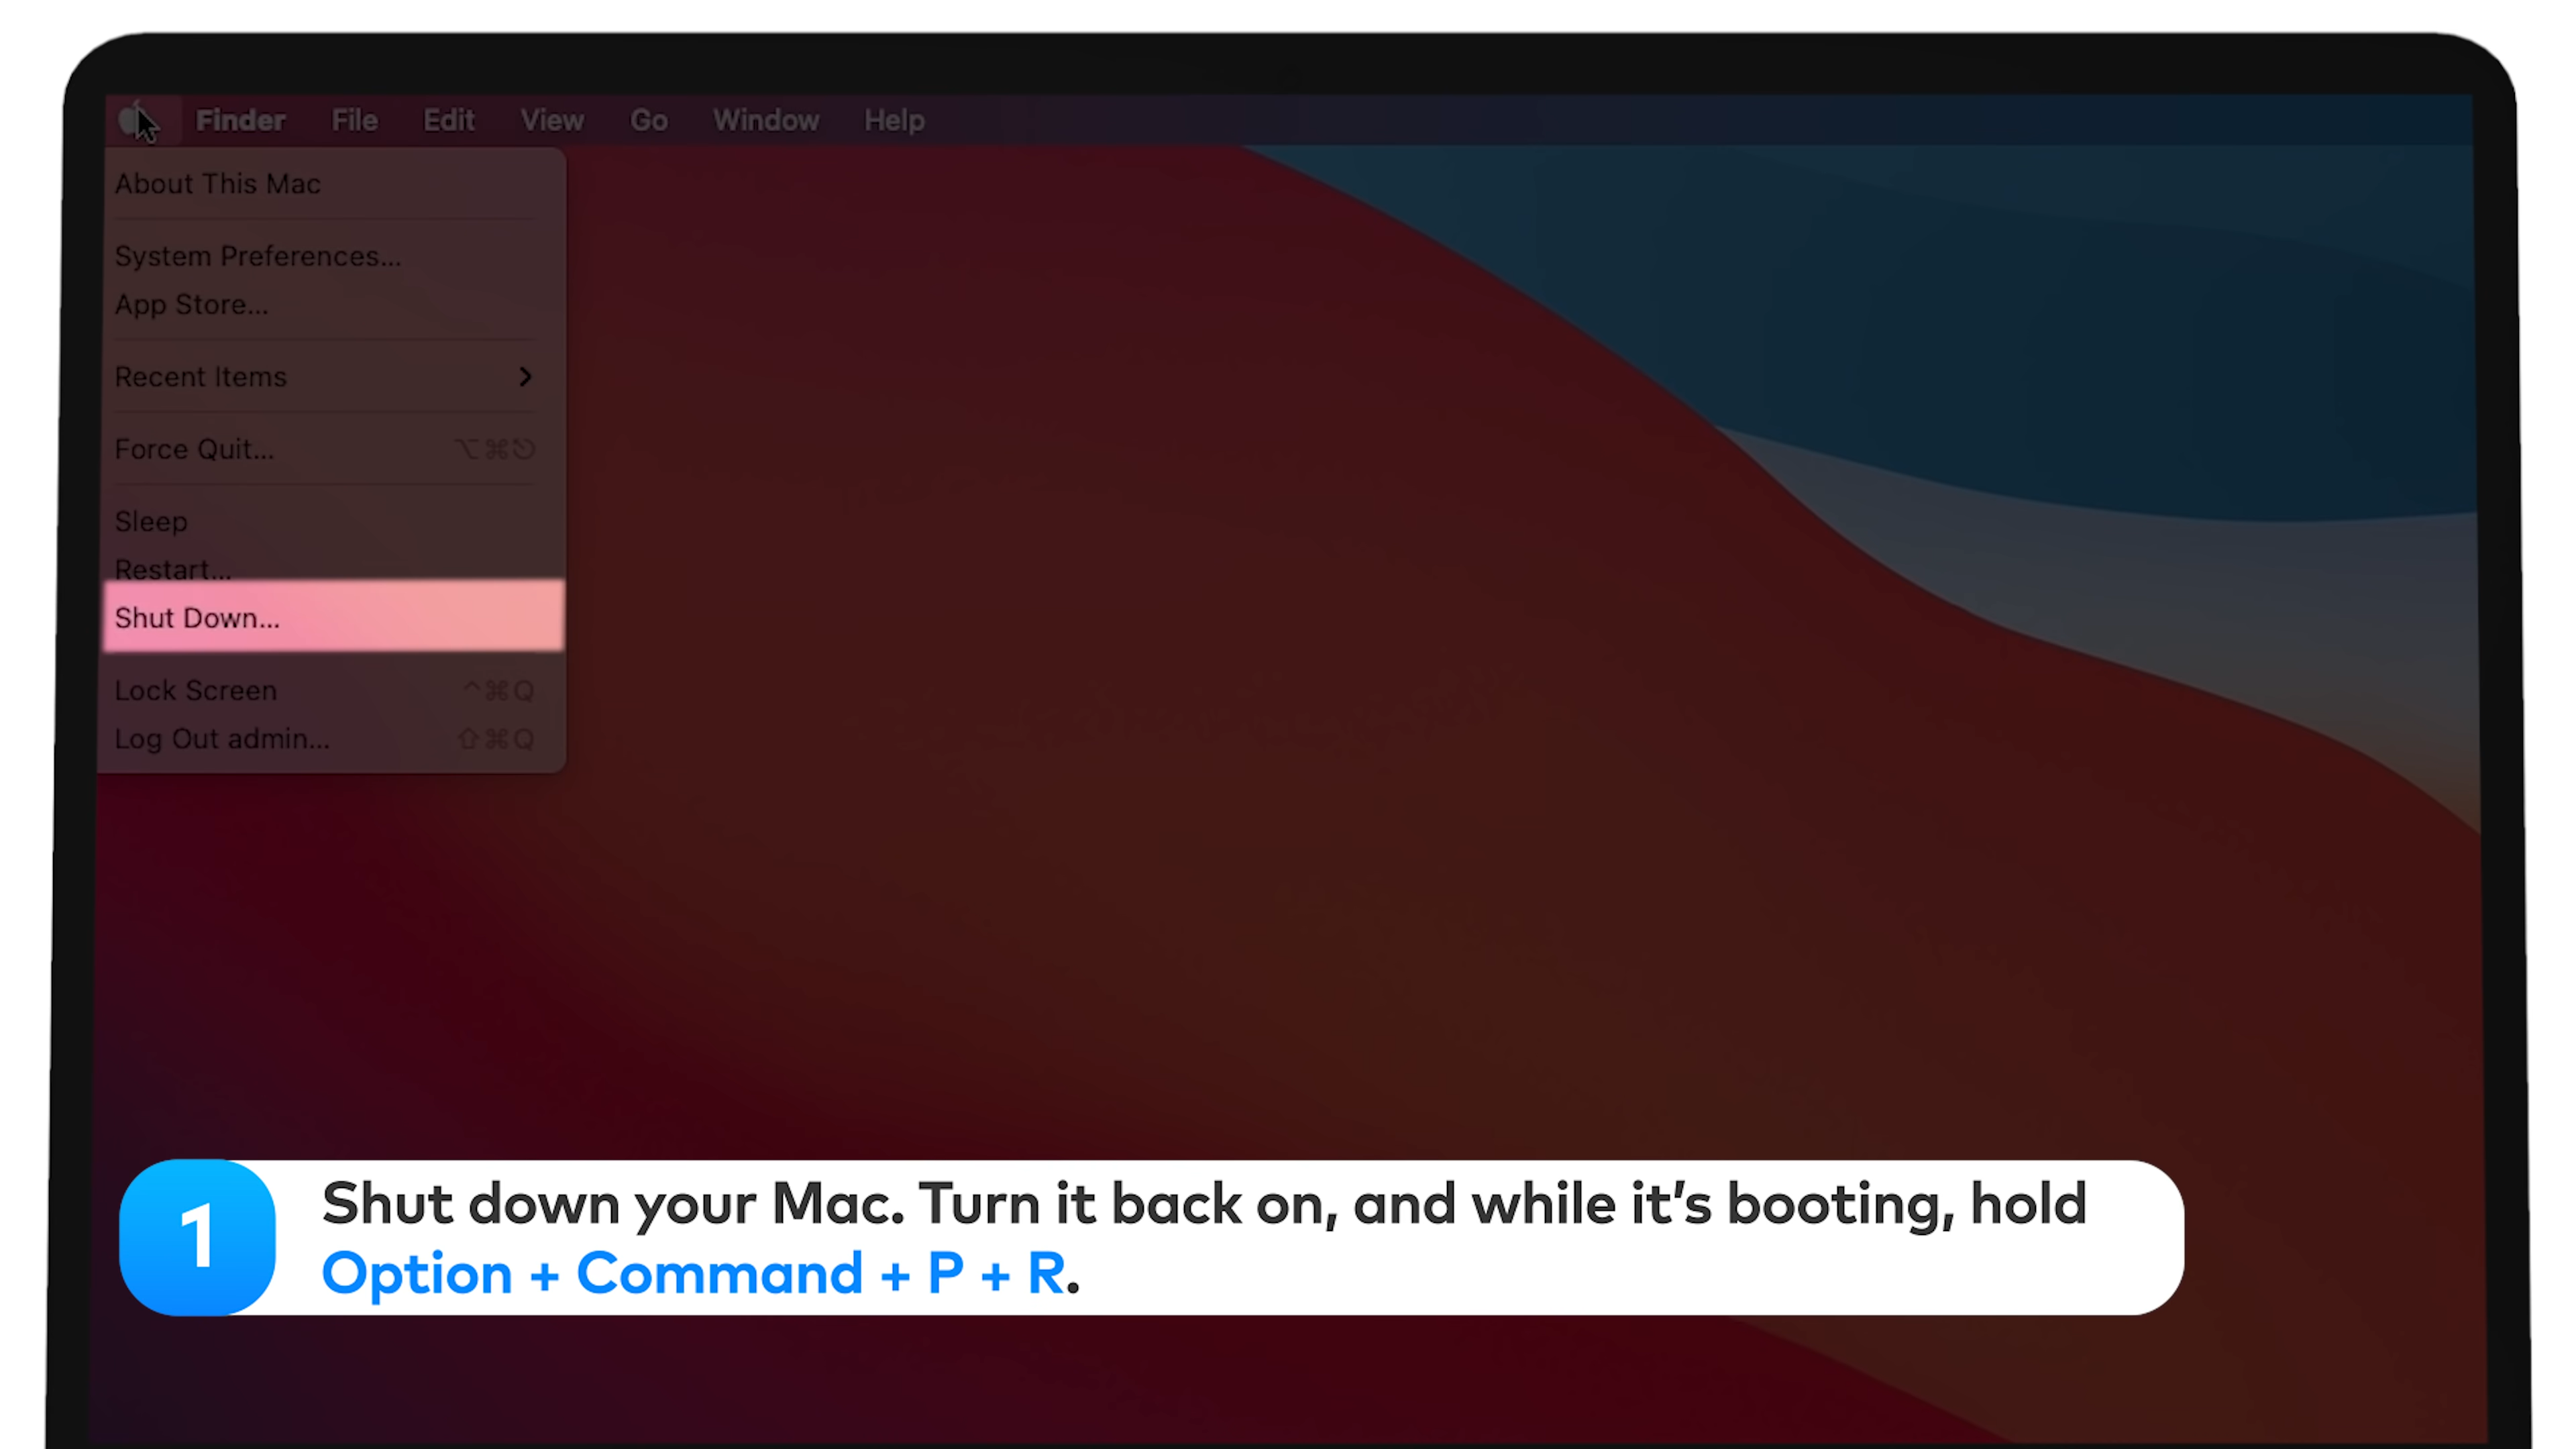 Finder File Edit View Go Window Help
About This Mac
System Preferences...
App Store...
Recent Items
Force Quit... ⌥⌘⎋
Sleep
Restart...
Shut Down...
Lock Screen ^⌘Q
Log Out admin... ⇧⌘Q
1
Shut down your Mac. Turn it back on, and while it’s booting, hold
Option + Command + P + R.